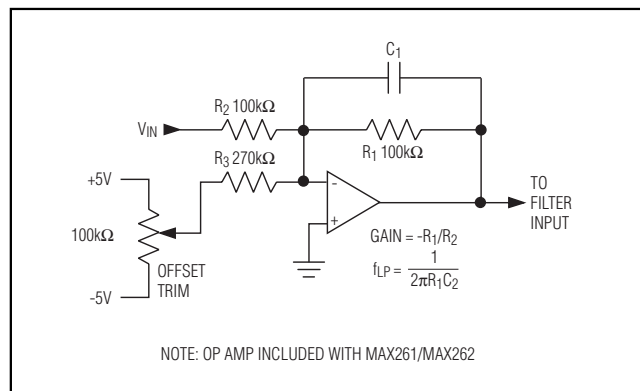 C1
R2 100kΩ
VIN
R1 100kΩ
R3 270kΩ
+5V
-
+
TO
FILTER
INPUT
100kΩ
GAIN = -R1/R2
fLP = 1
2πR1C2
OFFSET
TRIM
-5V
NOTE: OP AMP INCLUDED WITH MAX261/MAX262